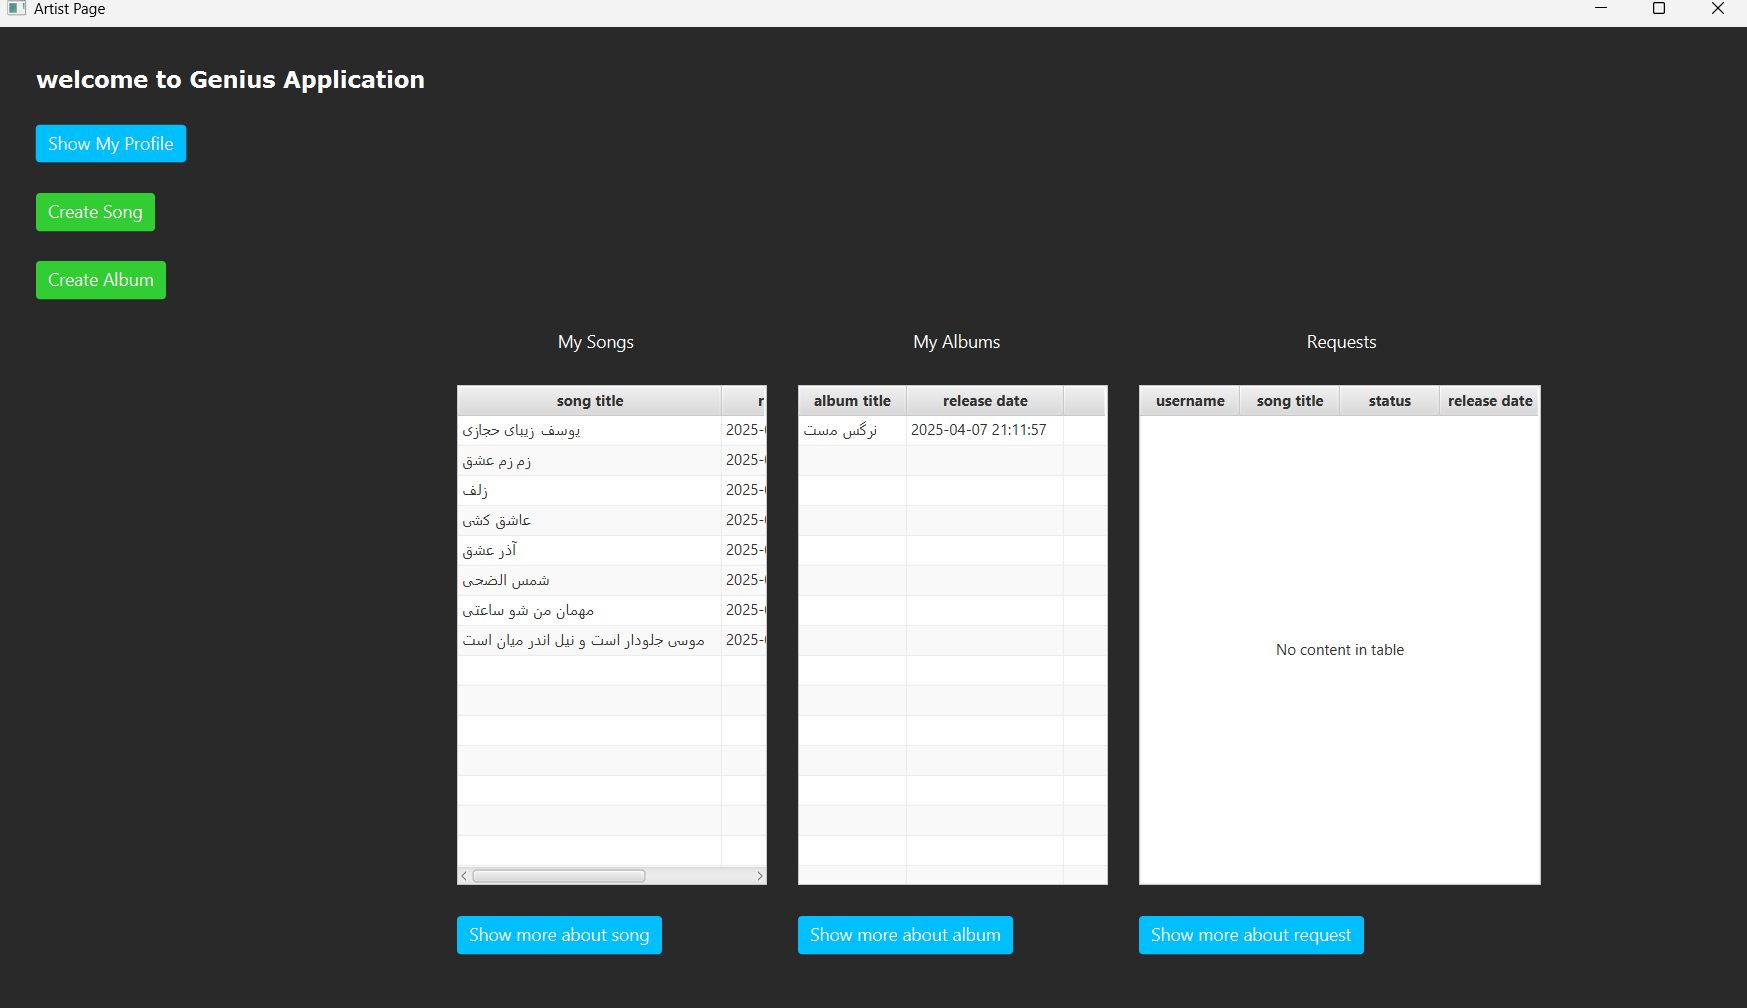 Artist Page
welcome to Genius Application
Show My Profile
Create Song
Create Album
My Songs
song title r
یوسف زیبای حجازی 2025-
زم زم عشق 2025-
زلف 2025-
عاشق کشی 2025-
آذر عشق 2025-
شمس الضحی 2025-
مهمان من شو ساعتی 2025-
موسی جلودار است و نیل اندر میان است 2025-
Show more about song
My Albums
album title release date
نرگس مست 2025-04-07 21:11:57
Show more about album
Requests
username song title status release date
No content in table
Show more about request